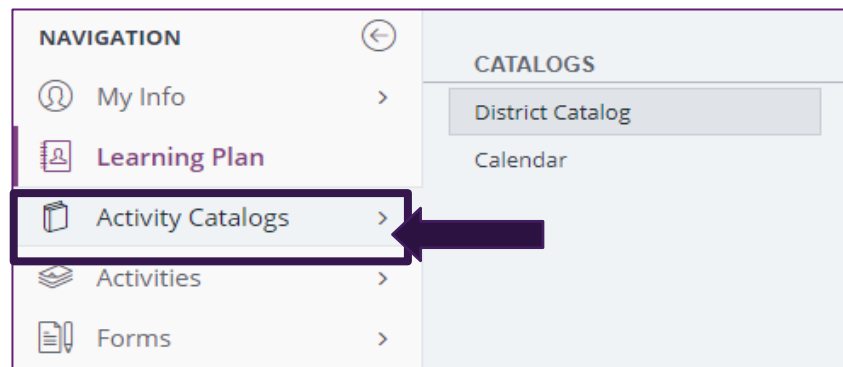 NAVIGATION
My Info
Learning Plan
Activity Catalogs
Activities
Forms
CATALOGS
District Catalog
Calendar